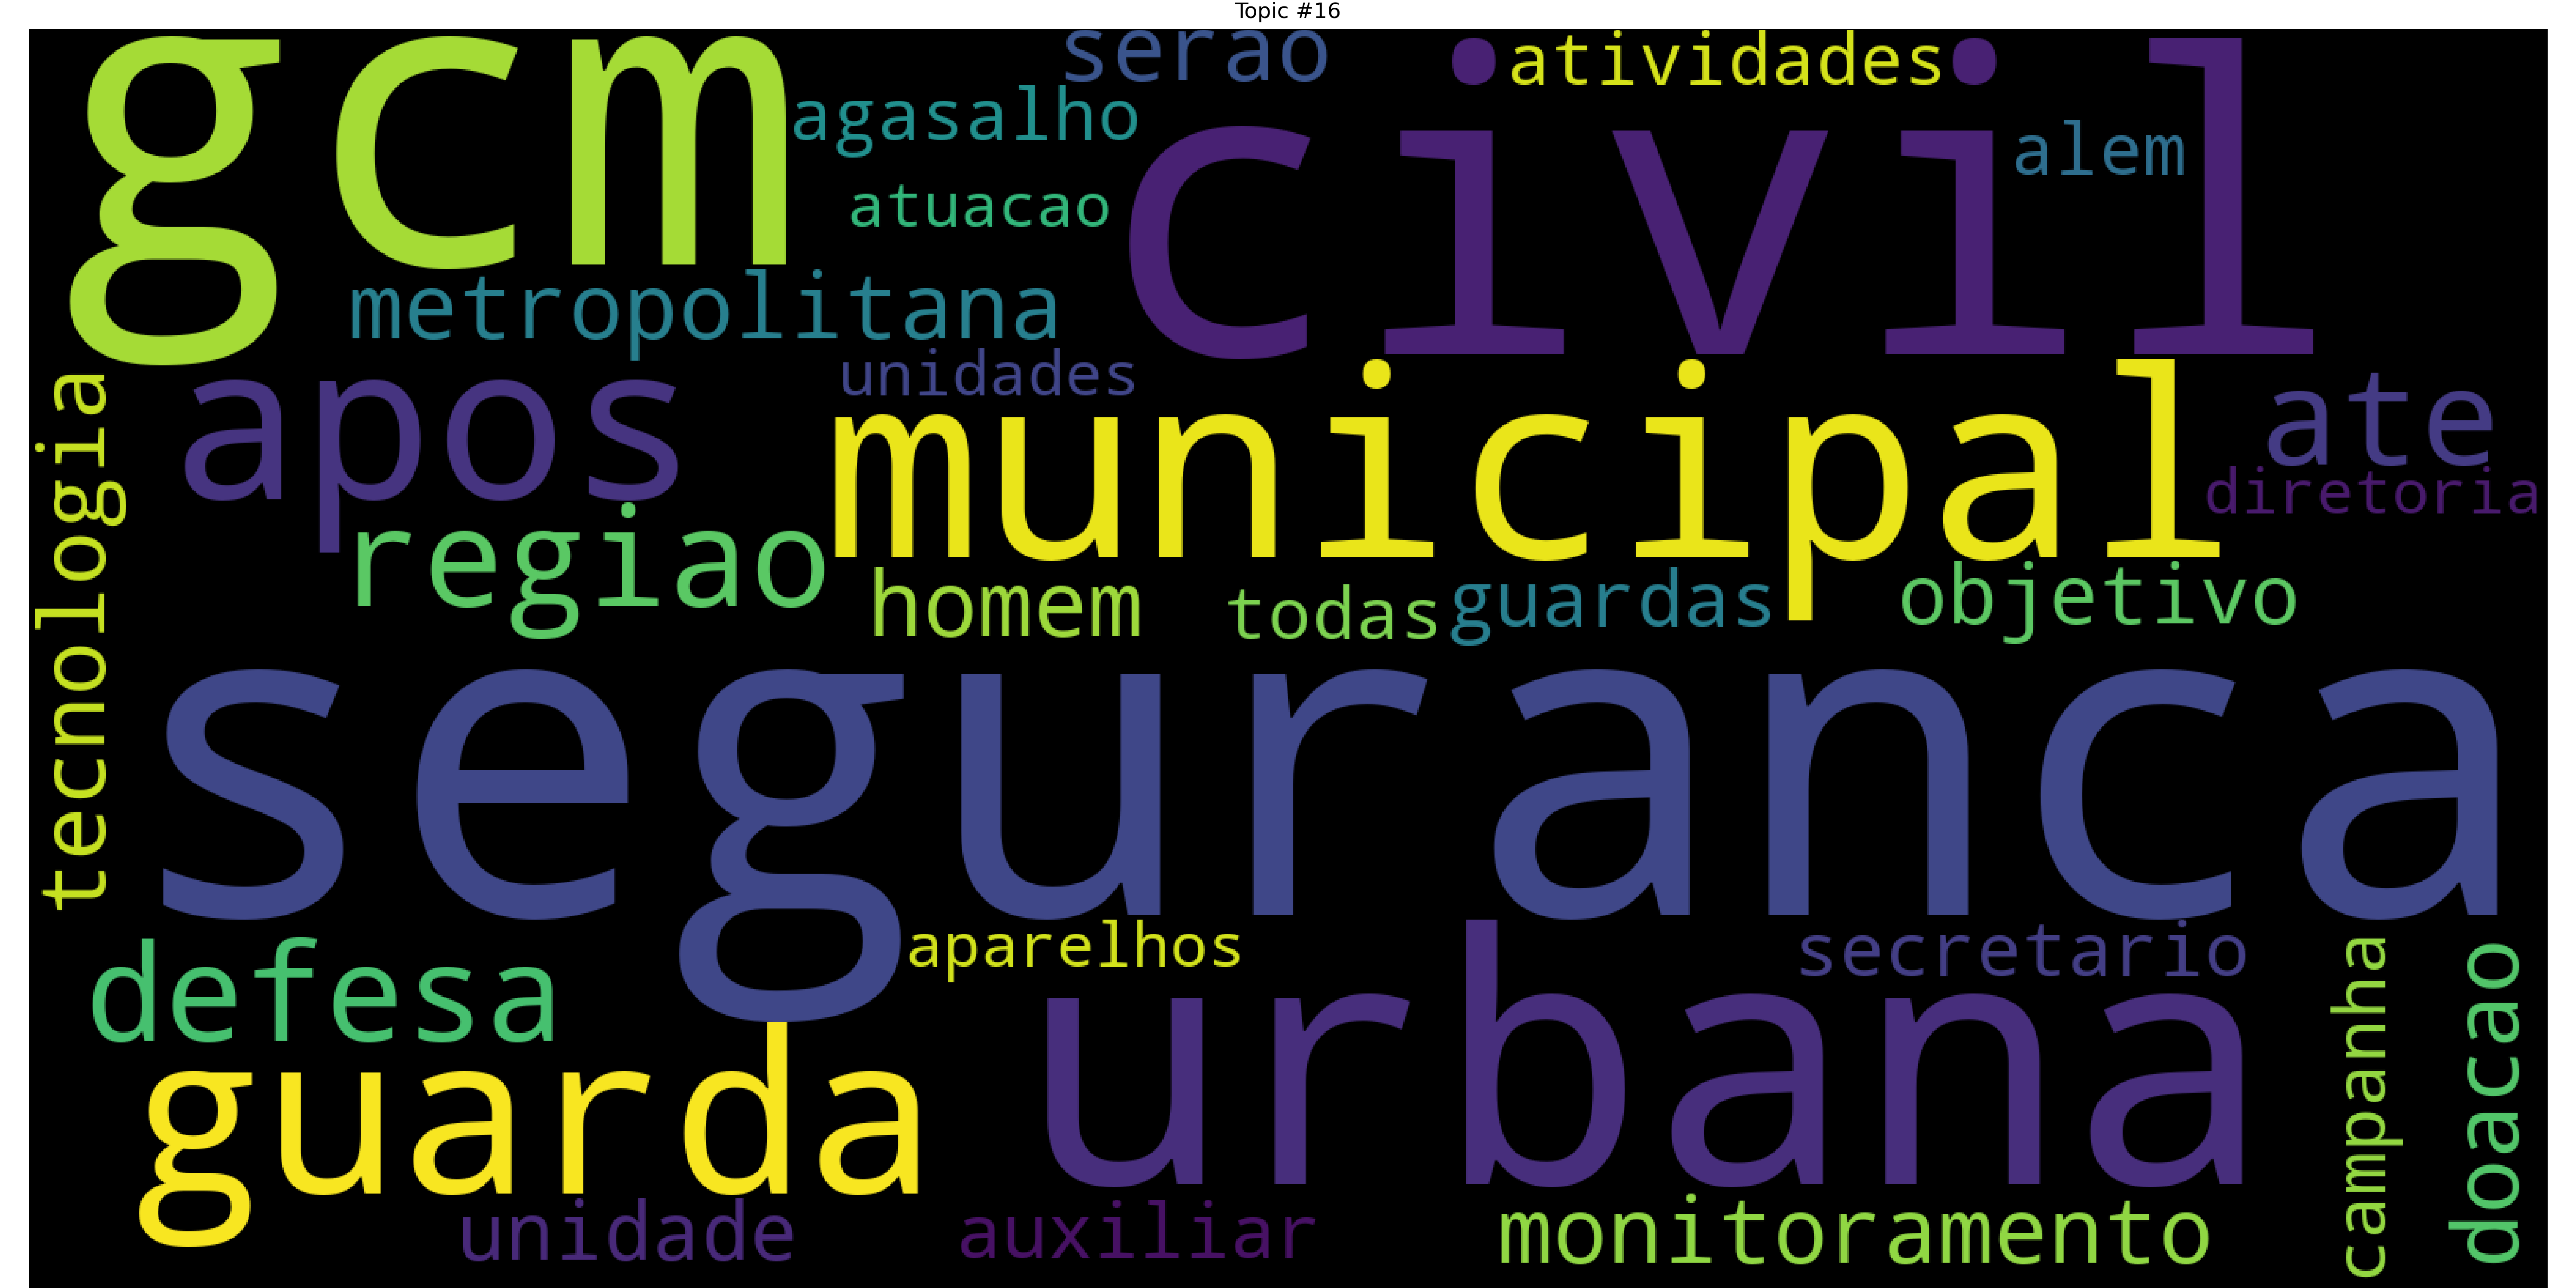 Topic #16
serao
atividades
gcm
civil
agasalho
alem
atuacao
metropolitana
unidades
municipal
apos
ate
diretoria
tecnologia
regiao
homem
todas
guardas
objetivo
seguranca
aparelhos
secretario
defesa
urbana
guarda
campanha
doacao
unidade
auxiliar
monitoramento